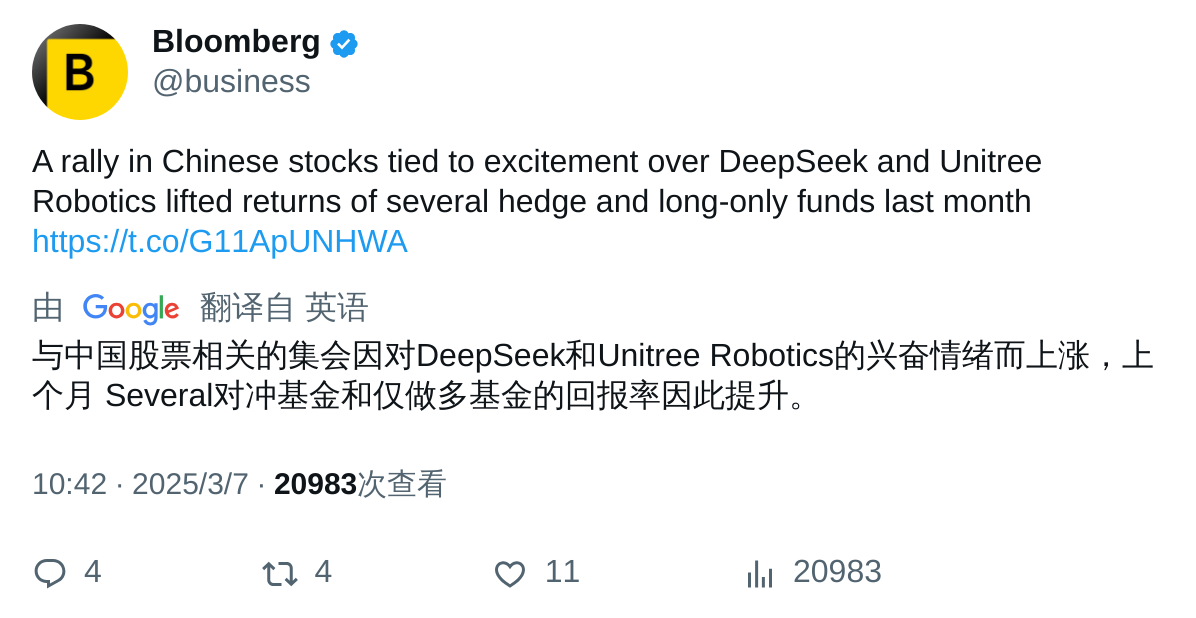 B
Bloomberg
@business
A rally in Chinese stocks tied to excitement over DeepSeek and Unitree
Robotics lifted returns of several hedge and long-only funds last month
https://t.co/G11ApUNHWA
由 Google 翻译自 英语
与中国股票相关的集会因对DeepSeek和Unitree Robotics的兴奋情绪而上涨，上
个月 Several对冲基金和仅做多基金的回报率因此提升。
10:42 · 2025/3/7 · 20983次查看
4 4 11 20983